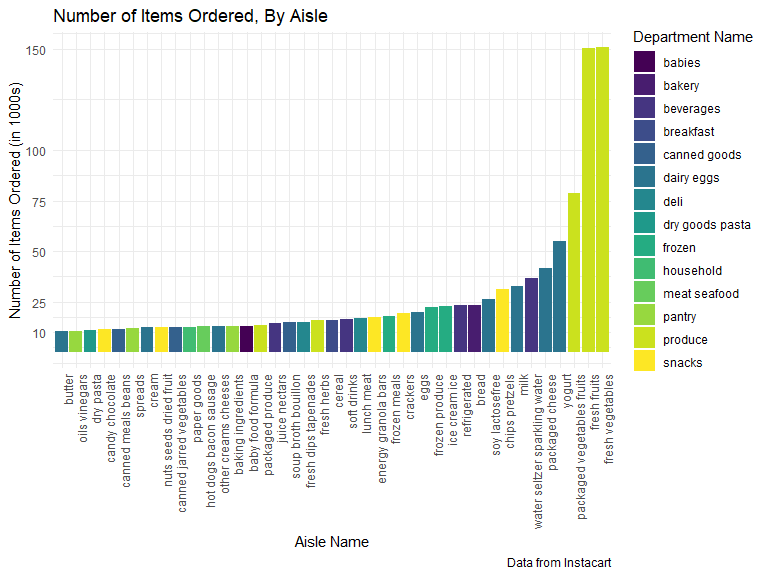 Number of Items Ordered, By Aisle
Number of Items Ordered (in 1000s)
150
100
75
50
25
10
butter
oils vinegars
dry pasta
candy chocolate
canned meals beans
spreads
cream
nuts seeds dried fruit
canned jarred vegetables
paper goods
hot dogs bacon sausage
other creams cheeses
baking ingredients
baby food formula
packaged produce
juice nectars
soup broth bouillon
fresh dips tapenades
fresh herbs
cereal
soft drinks
lunch meat
energy granola bars
frozen meals
crackers
eggs
frozen produce
ice cream ice
refrigerated
bread
soy lactosefree
chips pretzels
milk
water seltzer sparkling water
packaged cheese
yogurt
packaged vegetables fruits
fresh fruits
fresh vegetables
Aisle Name
Department Name
babies
bakery
beverages
breakfast
canned goods
dairy eggs
deli
dry goods pasta
frozen
household
meat seafood
pantry
produce
snacks
Data from Instacart